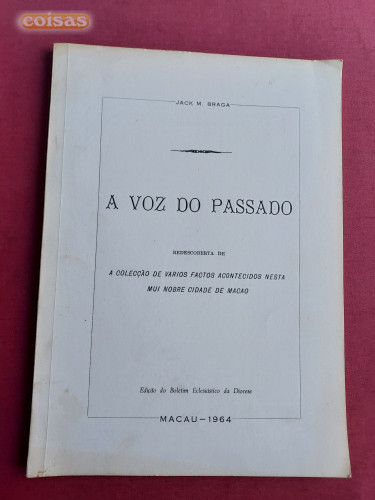 coisas
JACK M. BRAGA
A VOZ DO PASSADO
REDESCOBERTA DE
A COLECÇÃO DE VARIOS FACTOS ACONTECIDOS NESTA
MUI NOBRE CIDADE DE MACAO
Edição do Boletim Eclesiástico da Diocese
MACAU—1964